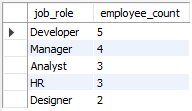 job_role employee_count
Developer 5
Manager 4
Analyst 3
HR 3
Designer 2